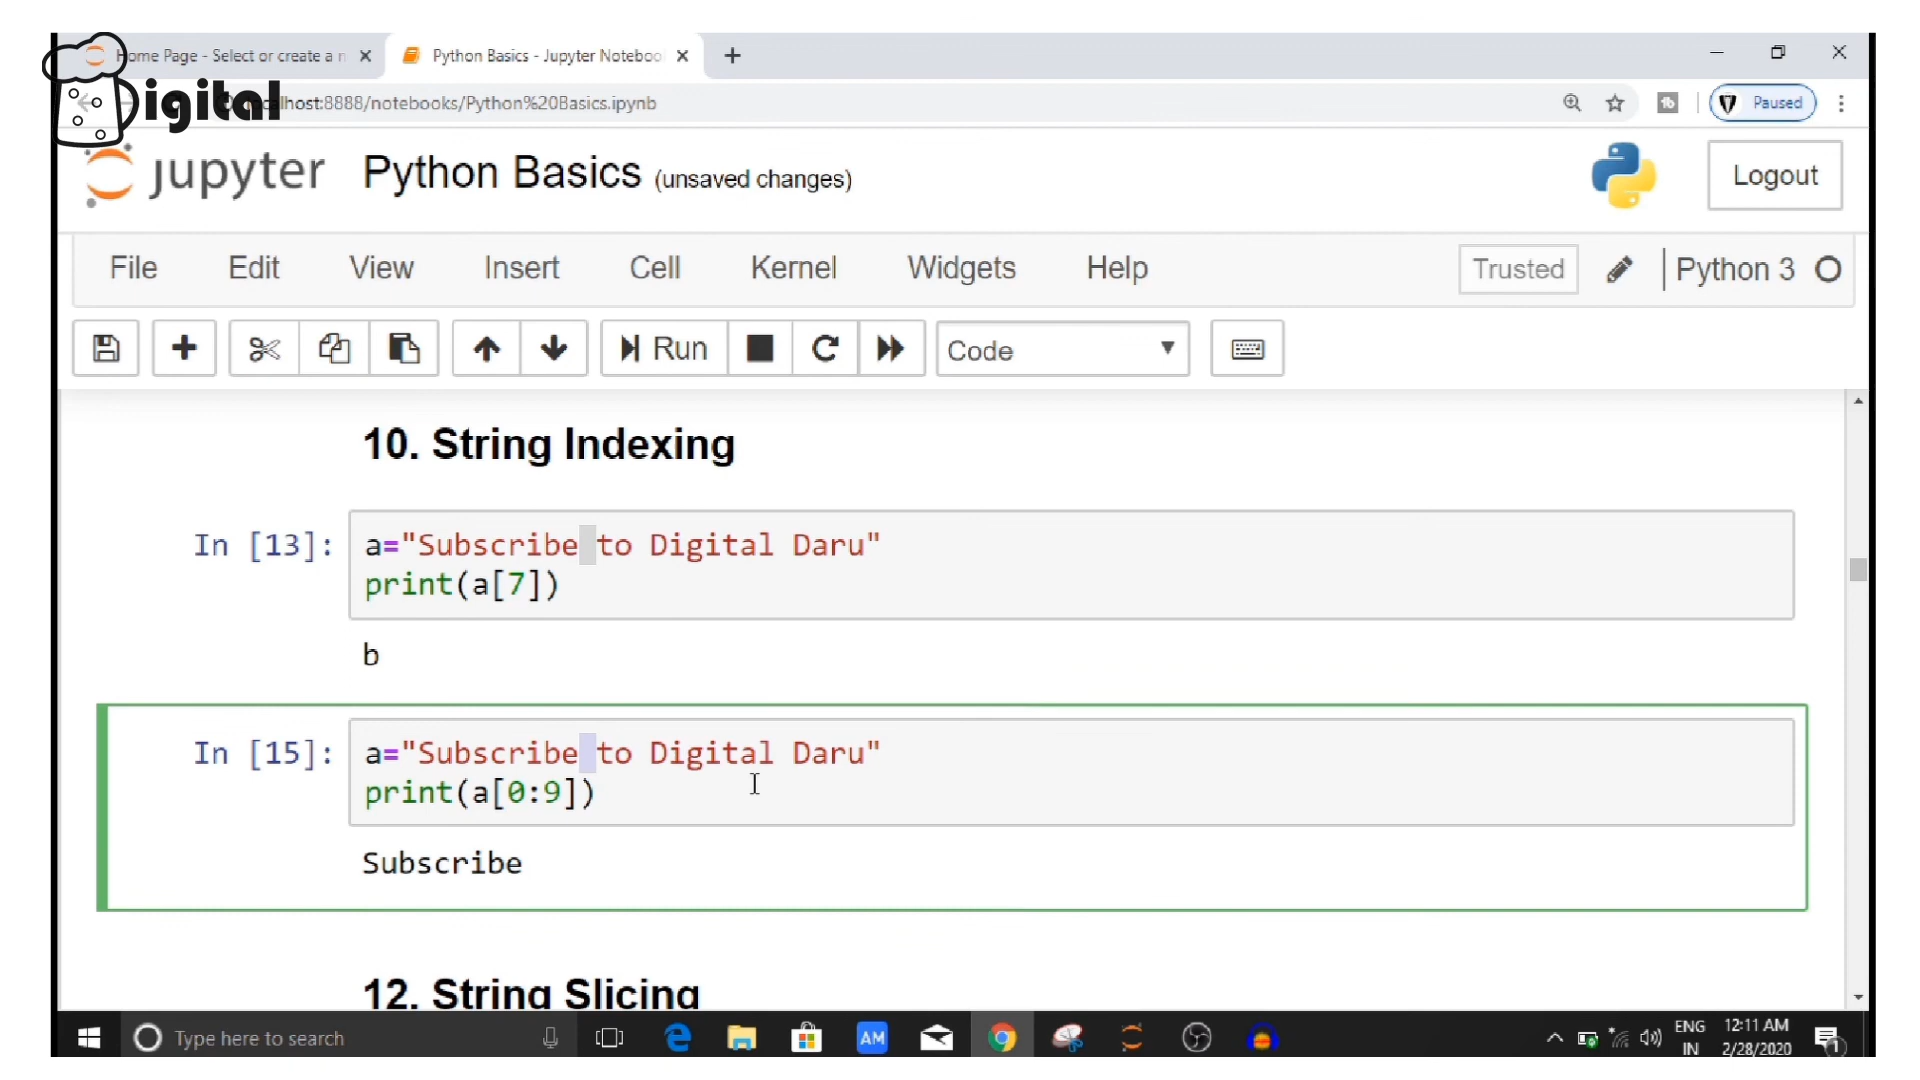 Home Page - Select or create a n
Python Basics - Jupyter Noteboo
igital
localhost:8888/notebooks/Python%20Basics.ipynb
Paused
jupyter Python Basics (unsaved changes)
Logout
File Edit View Insert Cell Kernel Widgets Help
Trusted Python 3
Run Code
10. String Indexing
In [13]: a="Subscribe to Digital Daru"
print(a[7])
b
In [15]: a="Subscribe to Digital Daru"
print(a[0:9])
Subscribe
12. String Slicing
Type here to search
AM
ENG
IN
12:11 AM
2/28/2020
1